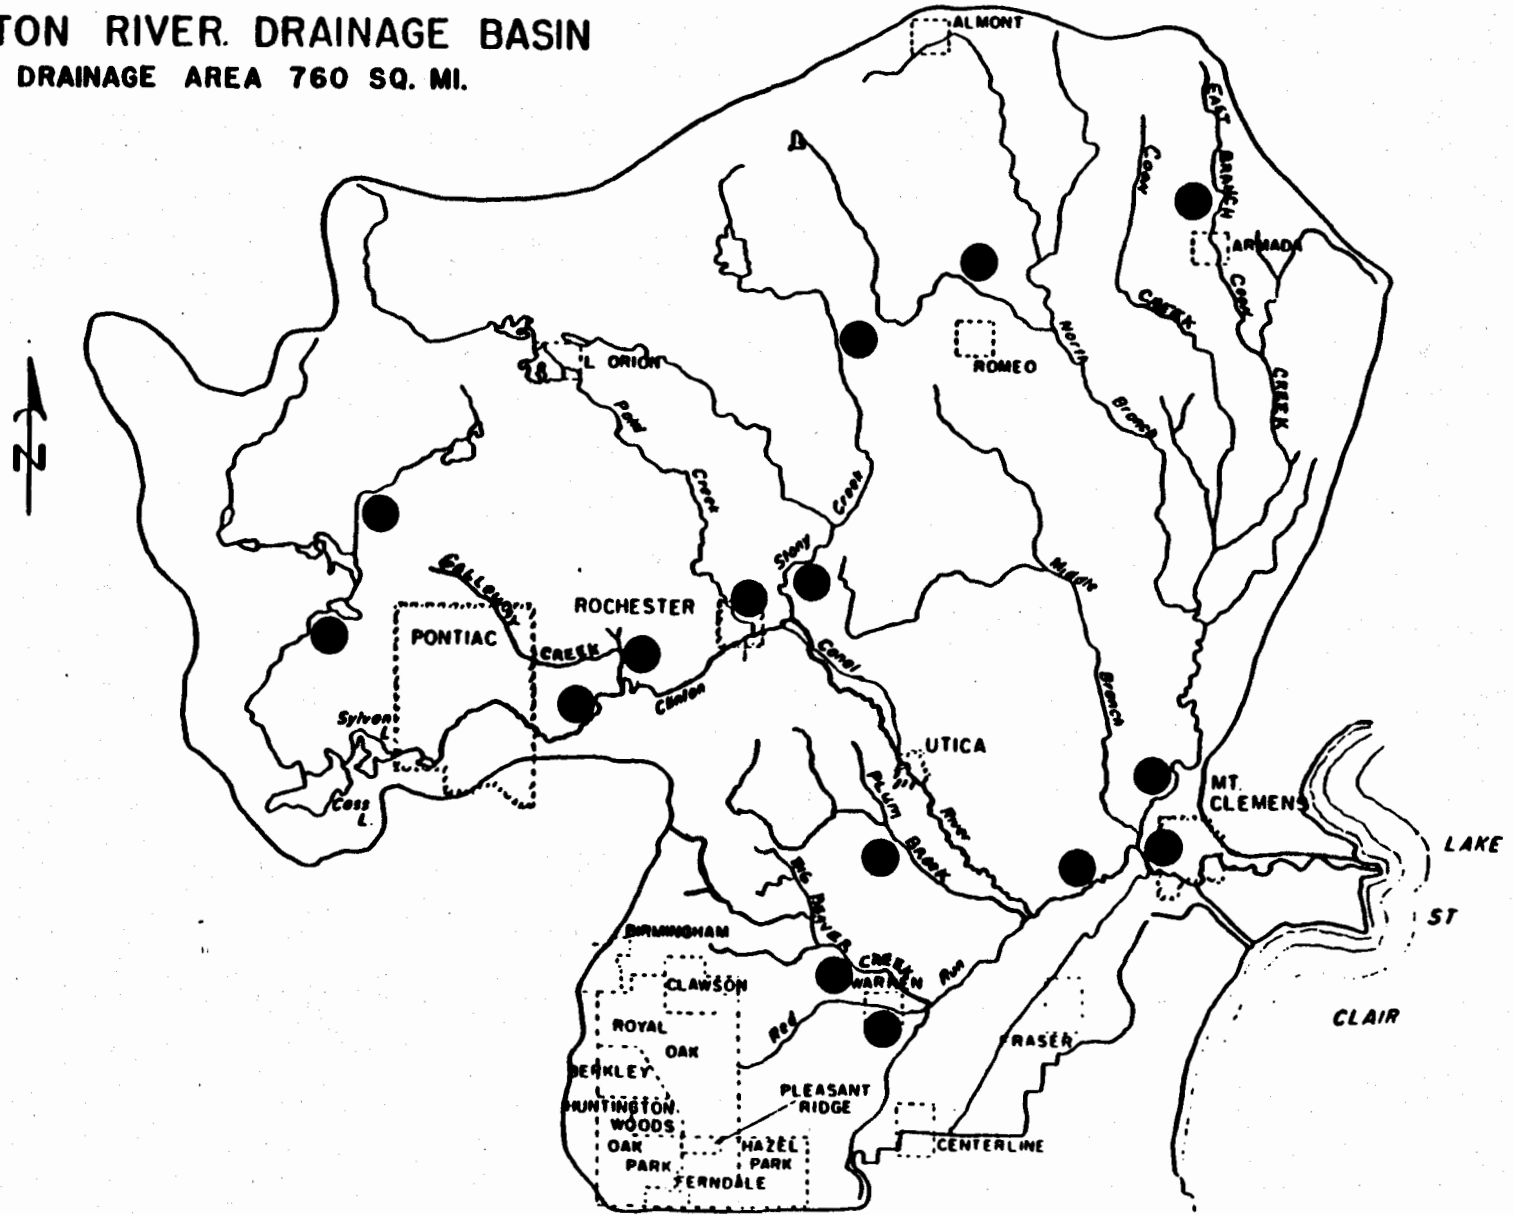 TON RIVER. DRAINAGE BASIN
DRAINAGE AREA 760 SQ. MI.
ALMONT
EAST
BRANCH
Coon
ARMADA
Coon
CREEK
CREEK
North
Branch
ROMEO
L ORION
Paint
Creek
N
Creek
Stony
GALLOWAY
CREEK
ROCHESTER
PONTIAC
Clinton
Canal
Middle
Branch
Sylvan
L
Cass
L.
UTICA
PLUM
BROOK
River
MT.
CLEMENS
LAKE
ST
CLAIR
BIG BEAVER
CREEK
BIRMINGHAM
CLAWSON
WARREN
Run
Red
ROYAL
OAK
FRASER
BERKLEY
PLEASANT
RIDGE
HUNTINGTON
WOODS
OAK
PARK
HAZEL
PARK
FERNDALE
CENTERLINE